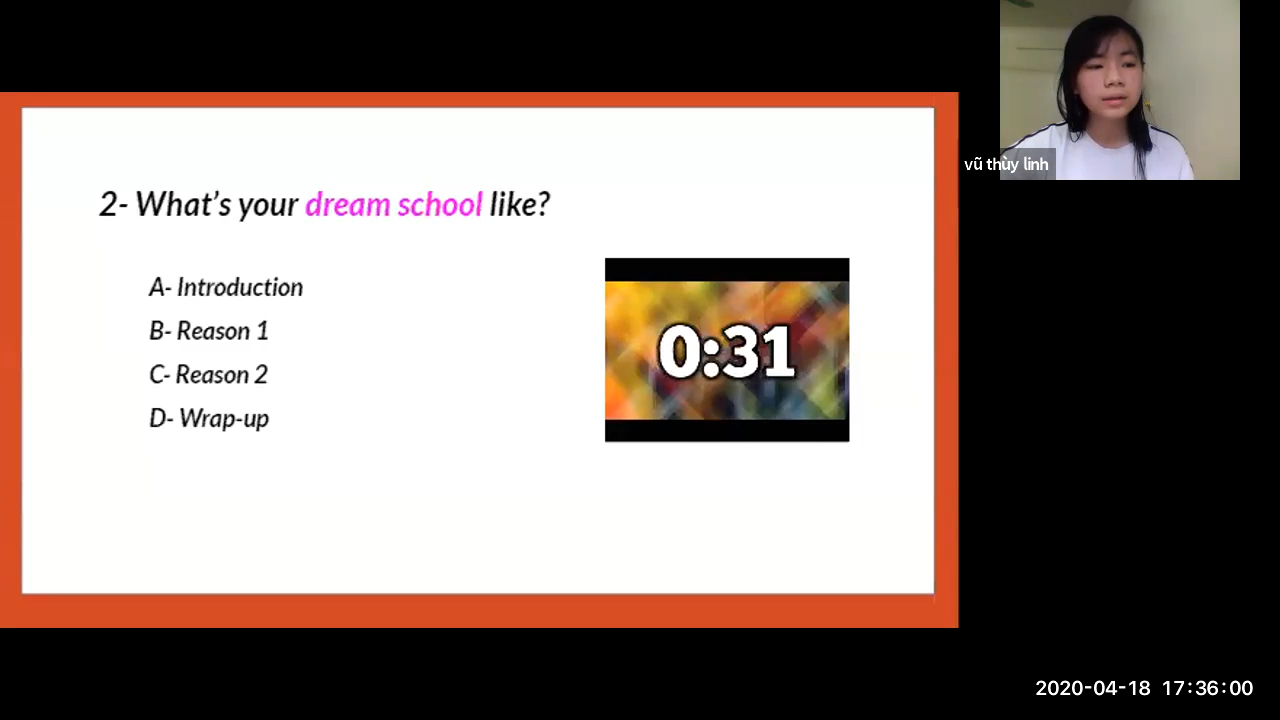 2- What's your dream school like?
A- Introduction
B- Reason 1
C- Reason 2
D- Wrap-up
0:31
vũ thùy linh
2020-04-18 17:36:00